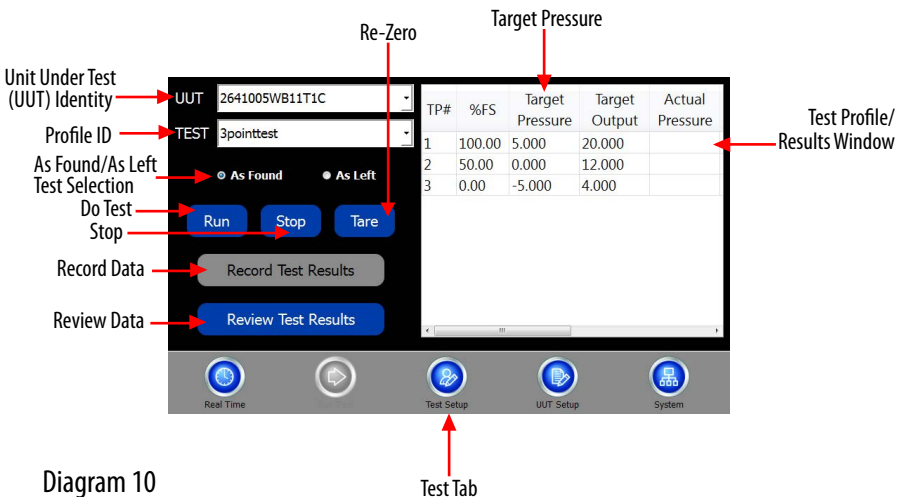 Target Pressure
Re-Zero
Unit Under Test
(UUT) Identity
Profile ID
As Found/As Left
Test Selection
Do Test
Stop
Record Data
Review Data
UUT 2641005WB11T1C
TEST 3pointtest
As Found As Left
Run Stop Tare
Record Test Results
Review Test Results
TP# %FS Target Pressure Target Output Actual Pressure
1 100.00 5.000 20.000
2 50.00 0.000 12.000
3 0.00 -5.000 4.000
Test Profile/
Results Window
Real Time Test Setup UUT Setup System
Test Tab
Diagram 10